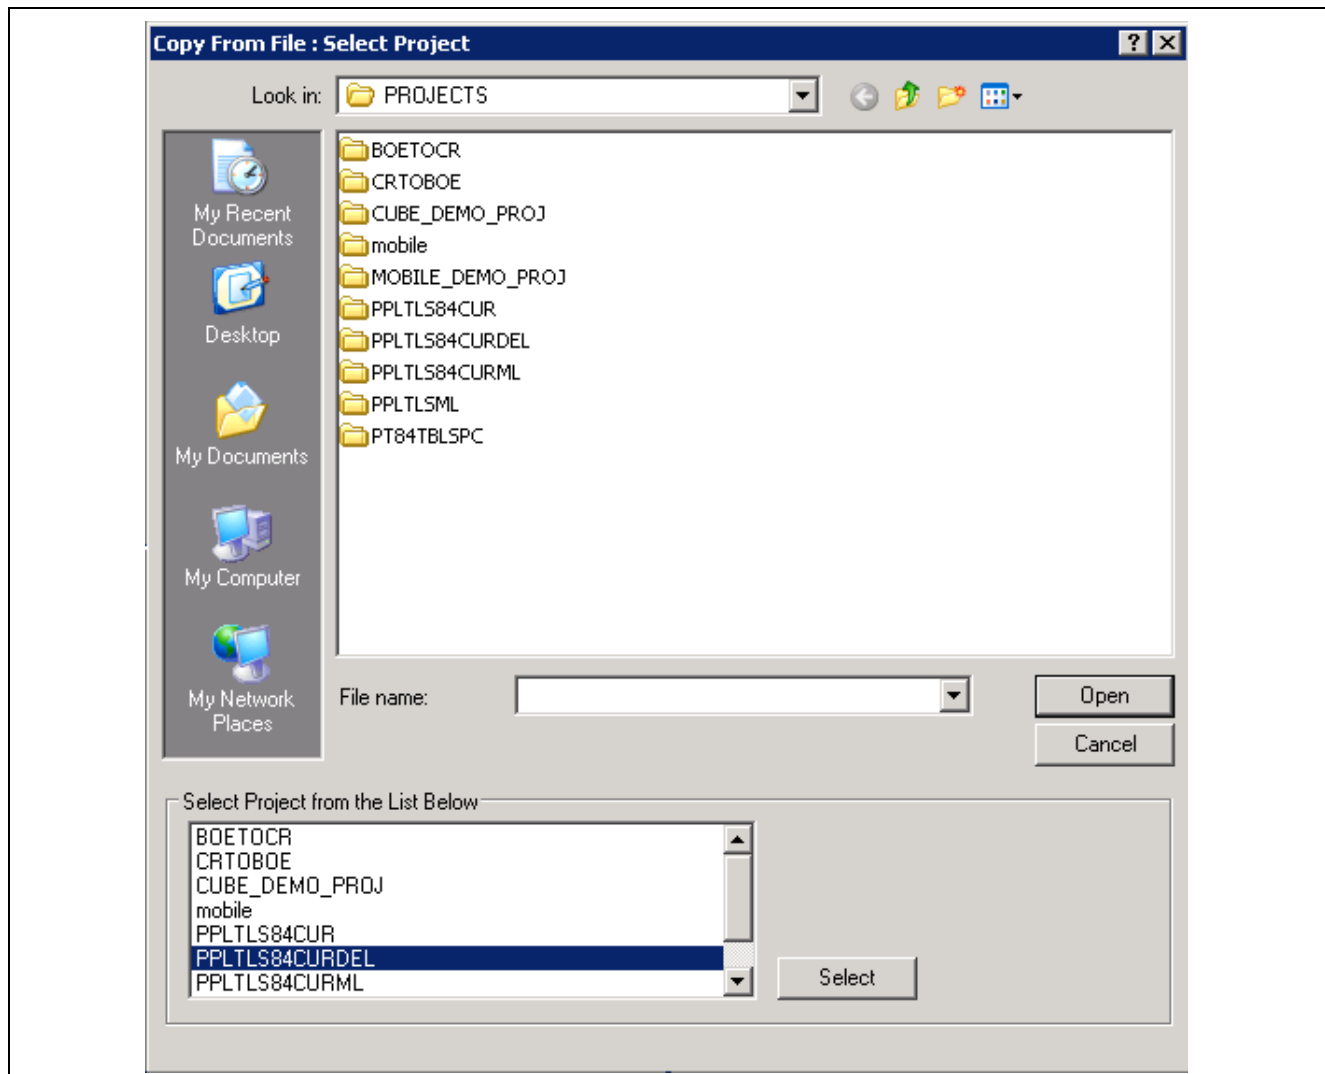 Copy From File : Select Project
Look in: PROJECTS
My Recent
Documents
Desktop
My Documents
My Computer
My Network
Places
BOETOCR
CRTOBOE
CUBE_DEMO_PROJ
mobile
MOBILE_DEMO_PROJ
PPLTLS84CUR
PPLTLS84CURDEL
PPLTLS84CURML
PPLTLSML
PT84TBLSPC
File name:
Open
Cancel
Select Project from the List Below
BOETOCR
CRTOBOE
CUBE_DEMO_PROJ
mobile
PPLTLS84CUR
PPLTLS84CURDEL
PPLTLS84CURML
Select